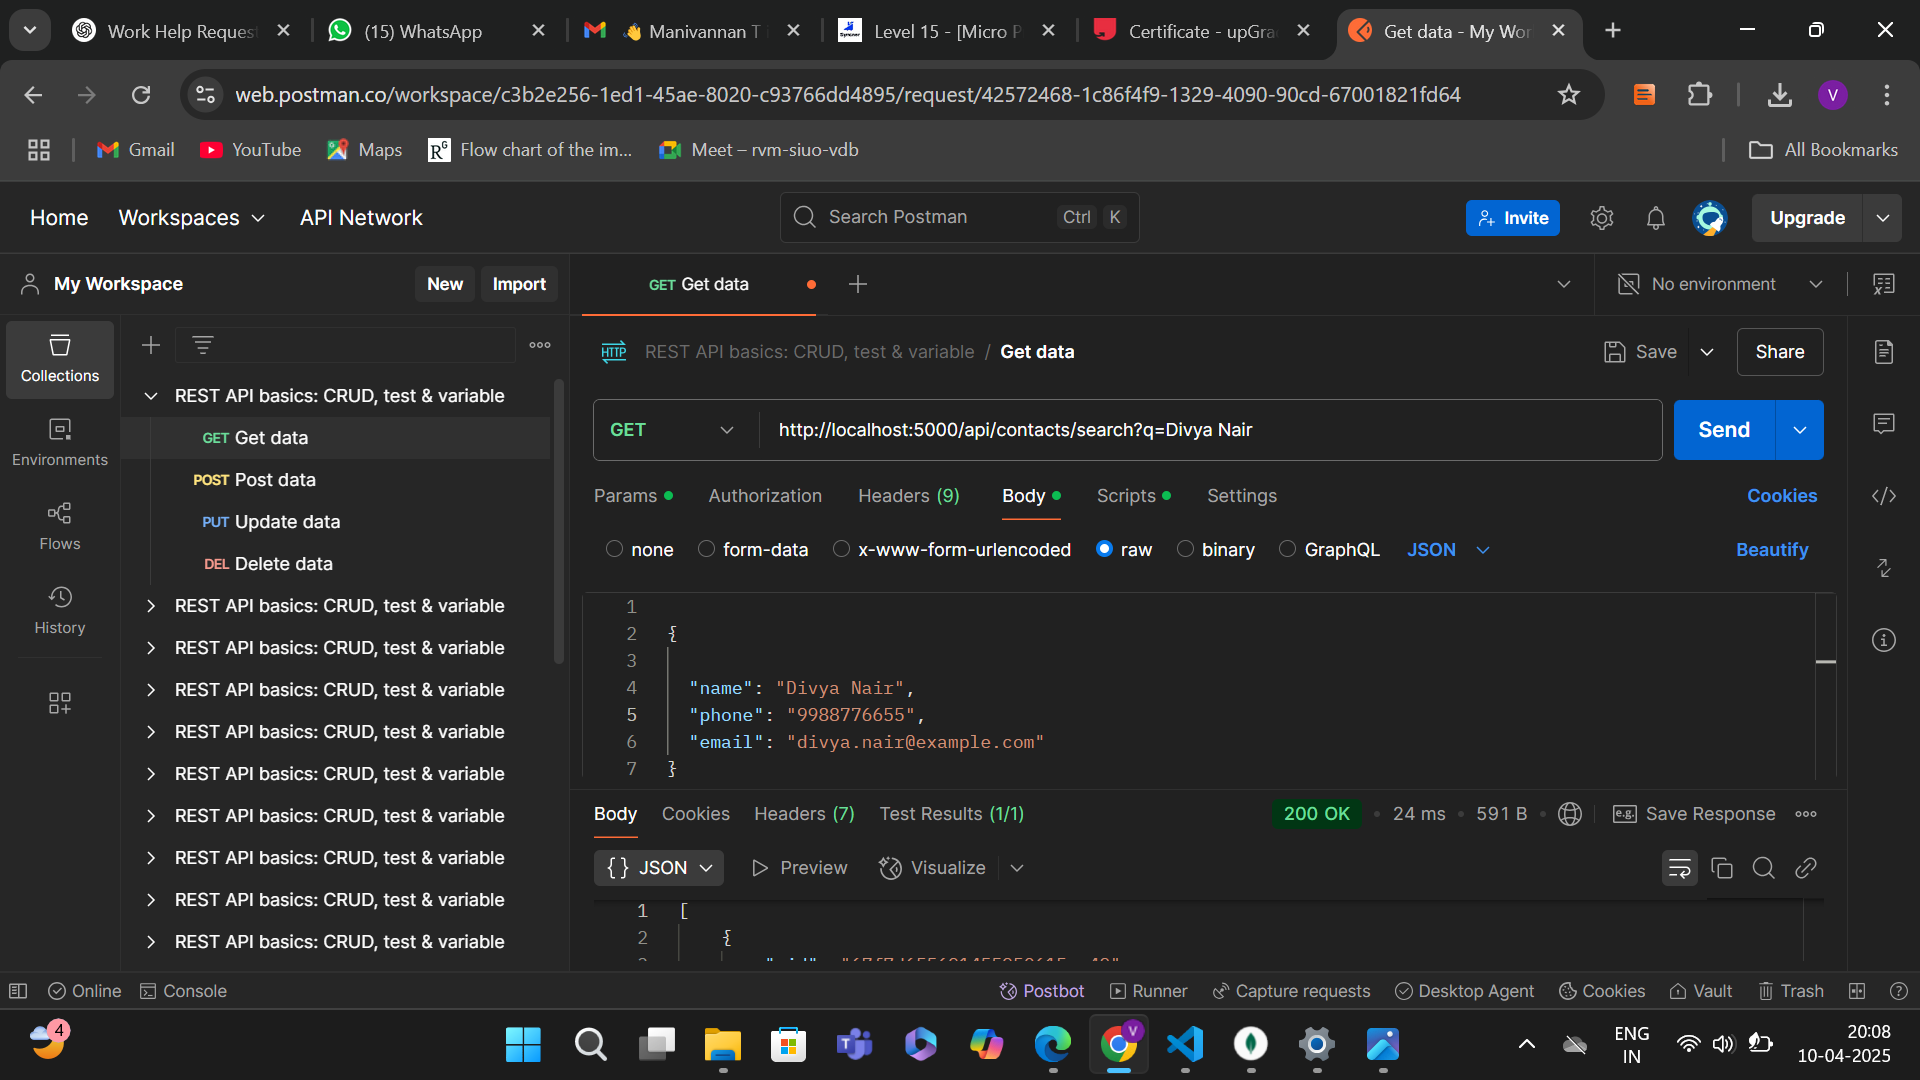 Work Help Reques
(15) WhatsApp
👋 Manivannan T i
Level 15 - [Micro P
Certificate - upGra
Get data - My Wor
web.postman.co/workspace/c3b2e256-1ed1-45ae-8020-c93766dd4895/request/42572468-1c86f4f9-1329-4090-90cd-67001821fd64
V
Gmail
YouTube
Maps
RG
Flow chart of the im...
Meet – rvm-siuo-vdb
All Bookmarks
Home
Workspaces
API Network
Search Postman
Ctrl K
Invite
Upgrade
My Workspace
New
Import
GET Get data
No environment
Collections
Environments
Flows
History
REST API basics: CRUD, test & variable
GET Get data
POST Post data
PUT Update data
DEL Delete data
REST API basics: CRUD, test & variable
REST API basics: CRUD, test & variable
REST API basics: CRUD, test & variable
REST API basics: CRUD, test & variable
REST API basics: CRUD, test & variable
REST API basics: CRUD, test & variable
REST API basics: CRUD, test & variable
REST API basics: CRUD, test & variable
REST API basics: CRUD, test & variable
HTTP REST API basics: CRUD, test & variable / Get data
Save
Share
GET
http://localhost:5000/api/contacts/search?q=Divya Nair
Send
Params
Authorization
Headers (9)
Body
Scripts
Settings
Cookies
none
form-data
x-www-form-urlencoded
raw
binary
GraphQL
JSON
Beautify
1
2 {
3
4 "name": "Divya Nair",
5 "phone": "9988776655",
6 "email": "divya.nair@example.com"
7 }
Body
Cookies
Headers (7)
Test Results (1/1)
200 OK
24 ms
591 B
e.g. Save Response
{} JSON
Preview
Visualize
1 [
2 {
Online
Console
Postbot
Runner
Capture requests
Desktop Agent
Cookies
Vault
Trash
4
V
ENG
IN
20:08
10-04-2025